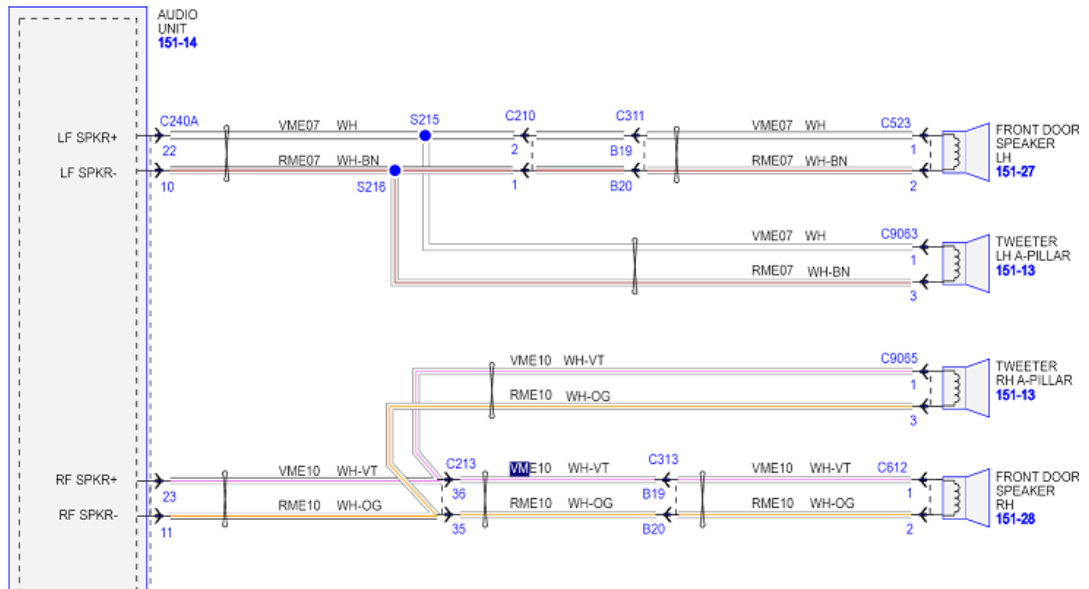 AUDIO
UNIT
151-14
C240A
S215
C210
C311
C523
LF SPKR+
VME07 WH
VME07 WH
FRONT DOOR
SPEAKER
LH
151-27
22
2
B19
1
LF SPKR-
RME07 WH-BN
RME07 WH-BN
10
S216
1
B20
2
VME07 WH
C9063
TWEETER
LH A-PILLAR
151-13
1
RME07 WH-BN
3
VME10 WH-VT
C9065
TWEETER
RH A-PILLAR
151-13
1
RME10 WH-OG
3
RF SPKR+
VME10 WH-VT
C213
VME10 WH-VT
C313
VME10 WH-VT
C612
FRONT DOOR
SPEAKER
RH
151-28
23
36
B19
1
RF SPKR-
RME10 WH-OG
RME10 WH-OG
RME10 WH-OG
11
35
B20
2